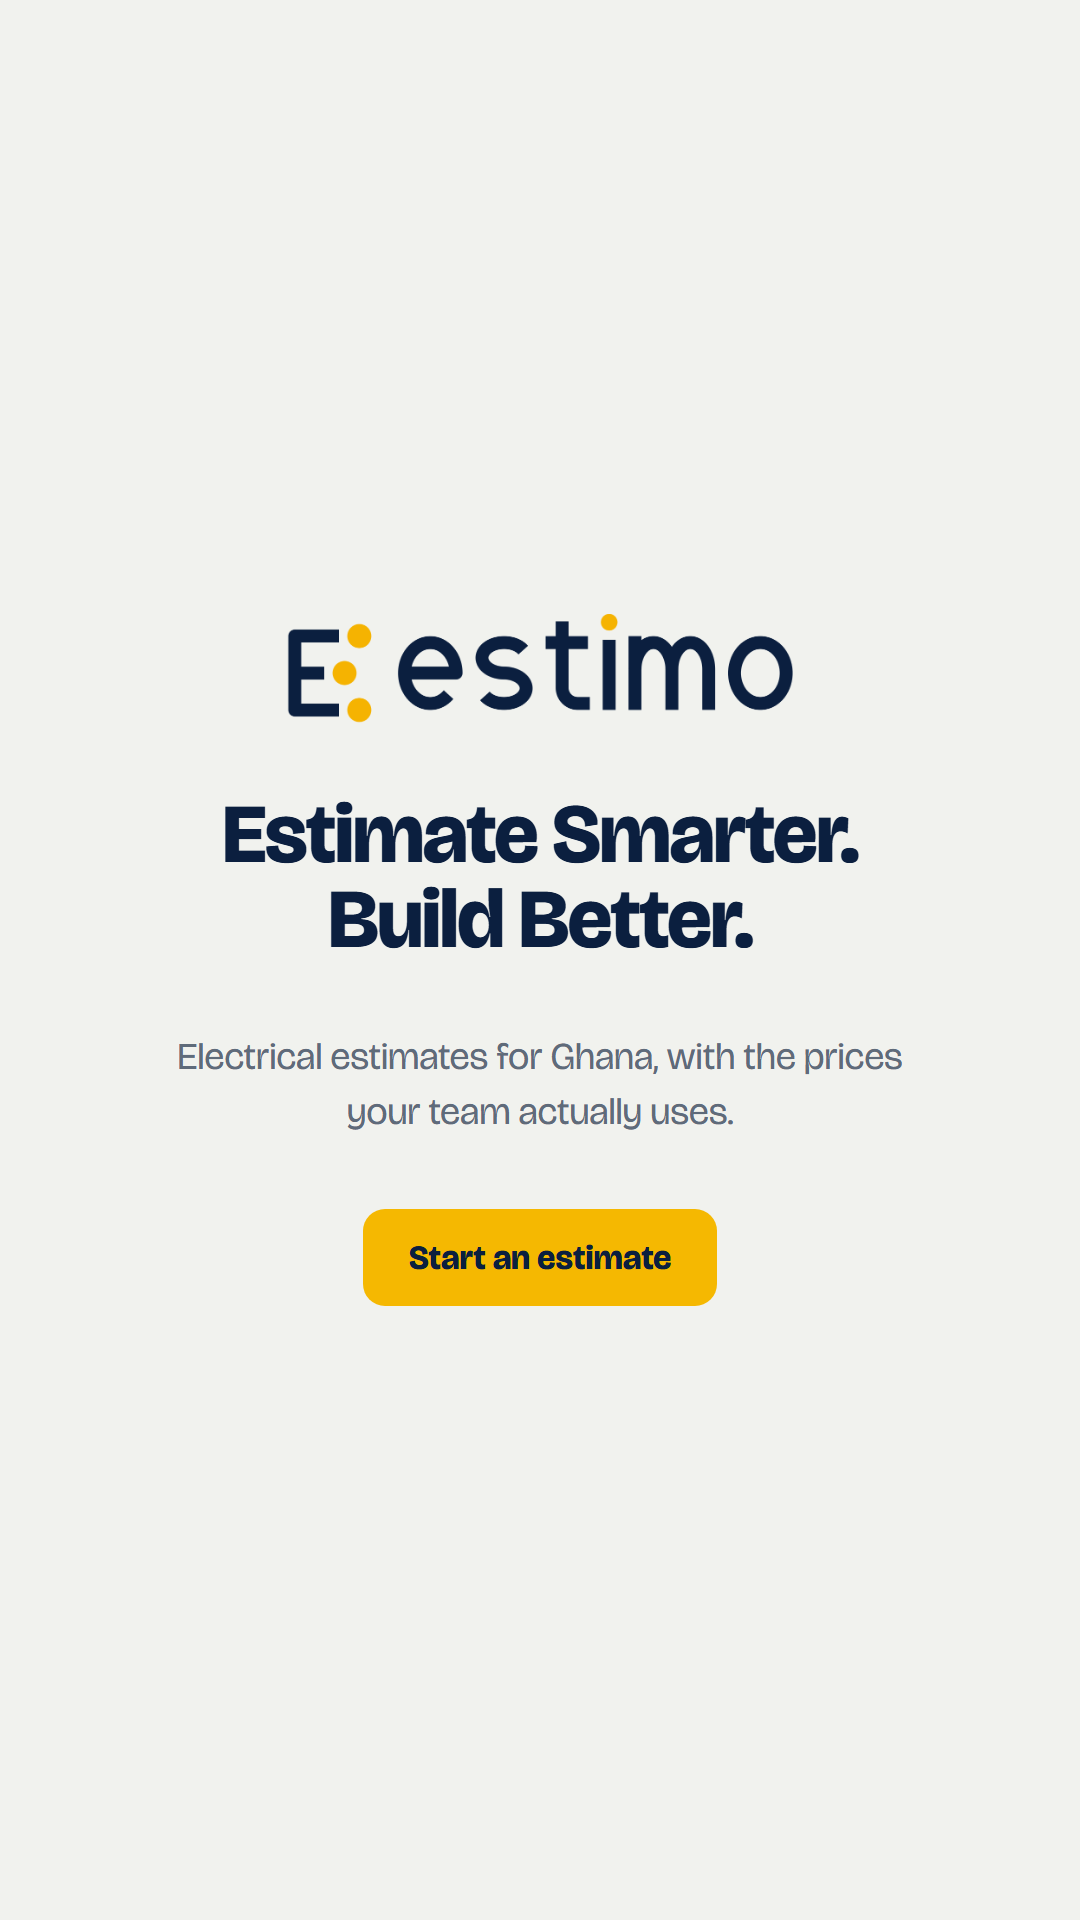 E estimo
Estimate Smarter.
Build Better.
Electrical estimates for Ghana, with the prices
your team actually uses.
Start an estimate